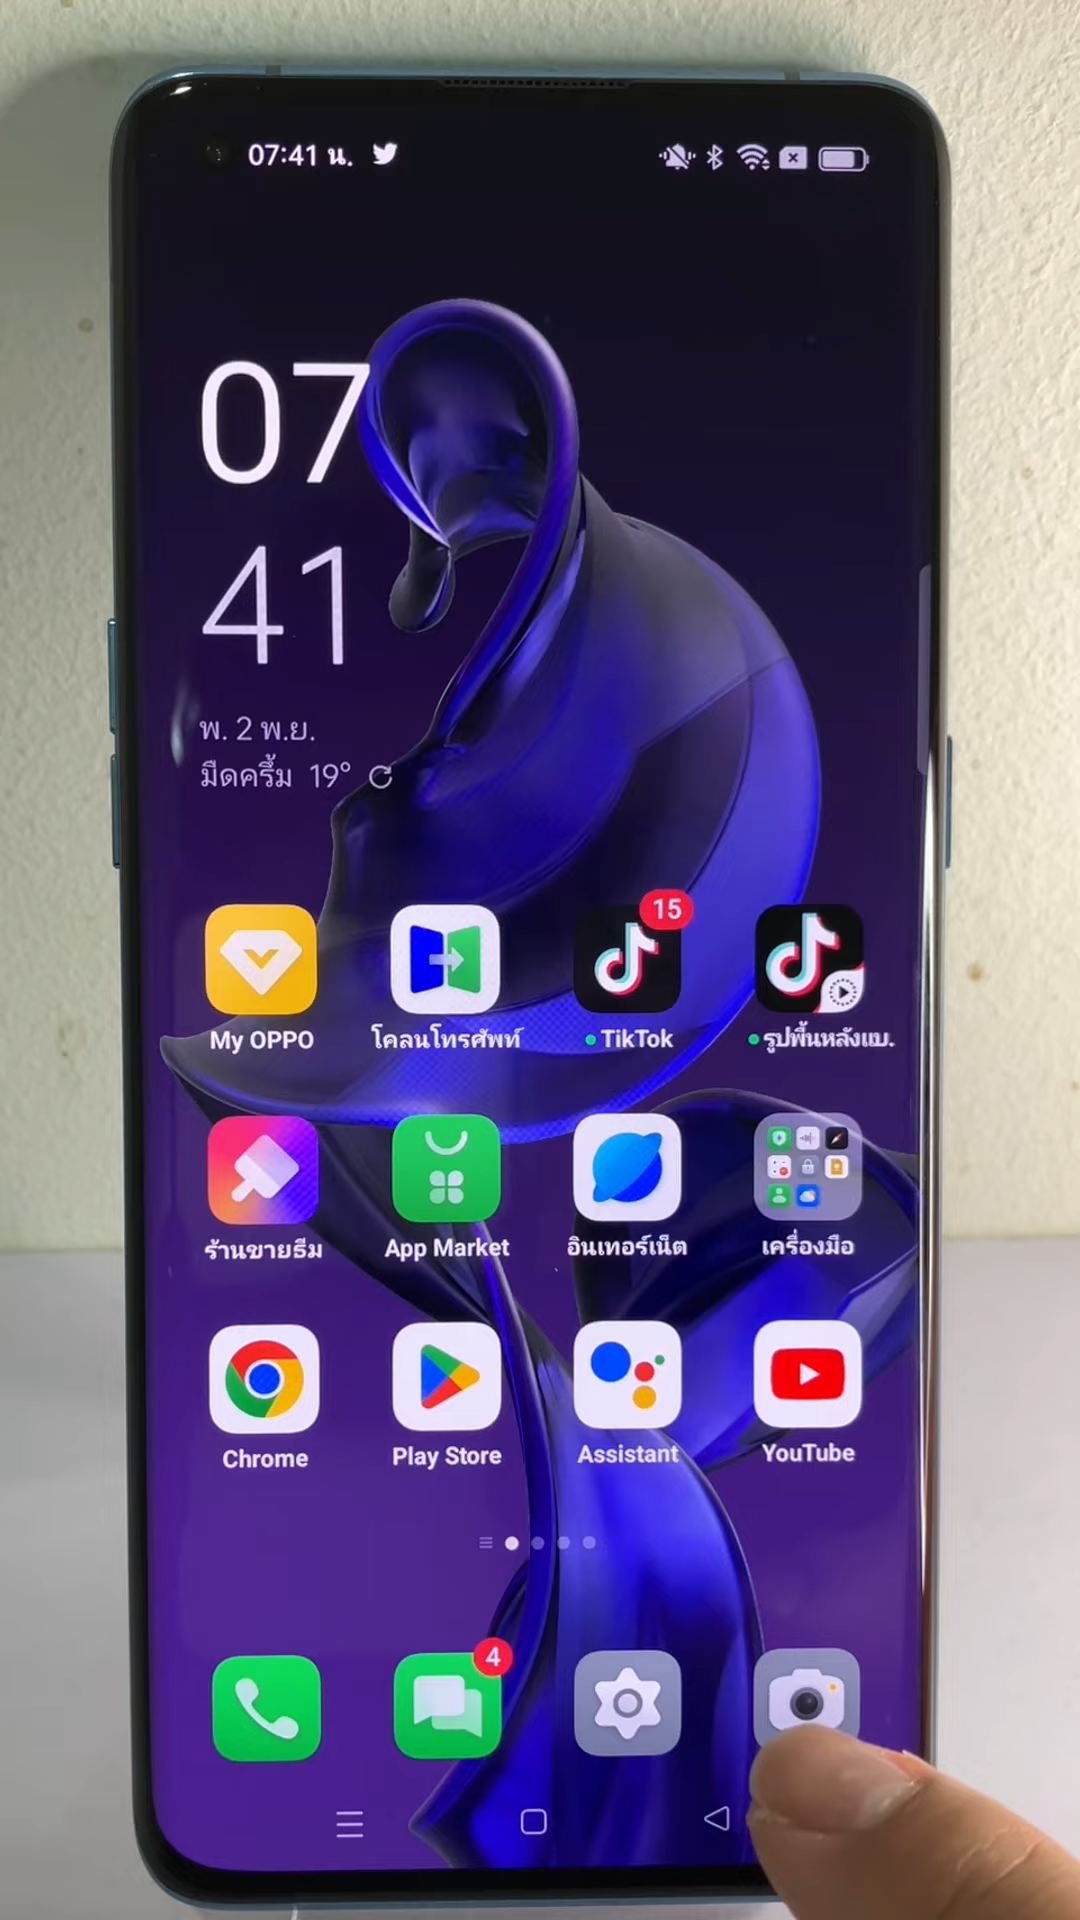 07:41 น.
07
41
พ. 2 พ.ย.
มืดครึ้ม 19°
15
My OPPO
โคลนโทรศัพท์
TikTok
รูปพื้นหลังแบ.
ร้านขายธีม
App Market
อินเทอร์เน็ต
เครื่องมือ
Chrome
Play Store
Assistant
YouTube
4